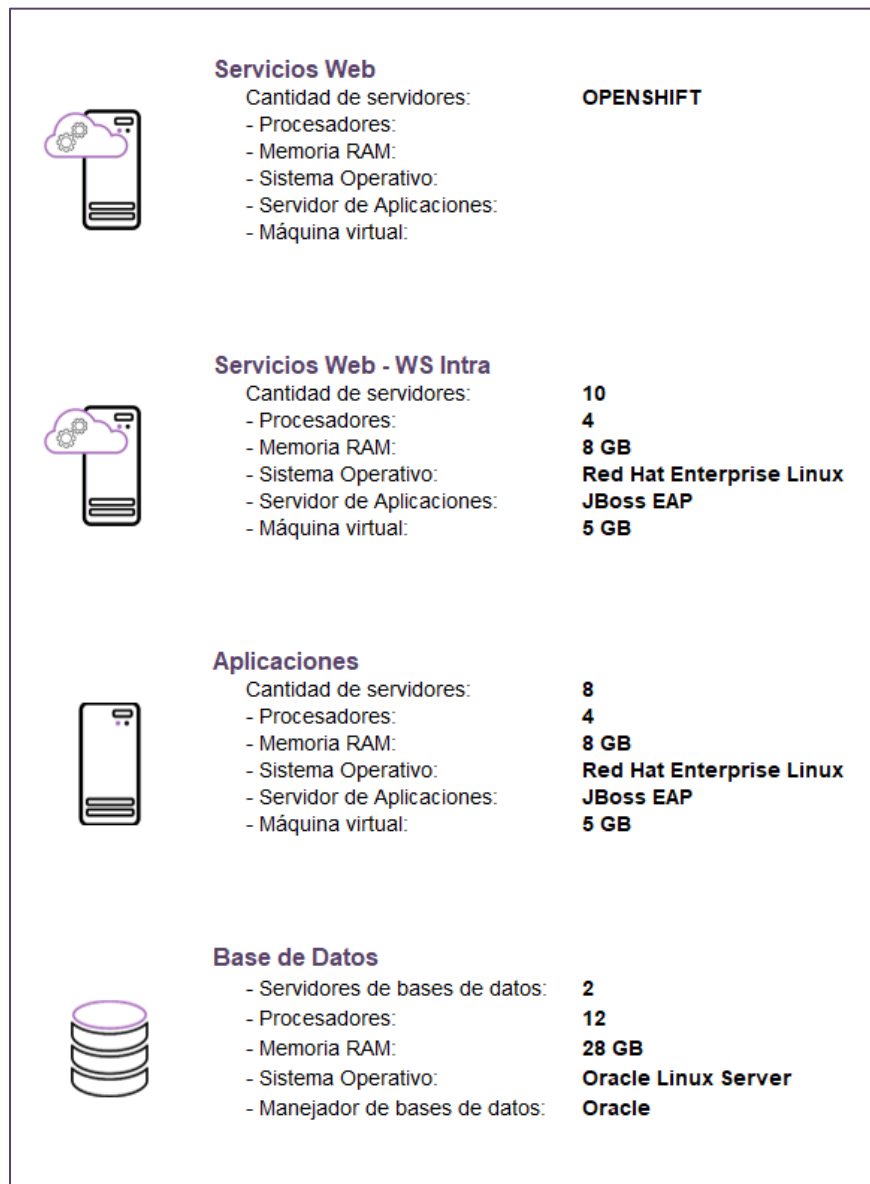 Servicios Web
Cantidad de servidores: OPENSHIFT
- Procesadores:
- Memoria RAM:
- Sistema Operativo:
- Servidor de Aplicaciones:
- Máquina virtual:
Servicios Web - WS Intra
Cantidad de servidores: 10
- Procesadores: 4
- Memoria RAM: 8 GB
- Sistema Operativo: Red Hat Enterprise Linux
- Servidor de Aplicaciones: JBoss EAP
- Máquina virtual: 5 GB
Aplicaciones
Cantidad de servidores: 8
- Procesadores: 4
- Memoria RAM: 8 GB
- Sistema Operativo: Red Hat Enterprise Linux
- Servidor de Aplicaciones: JBoss EAP
- Máquina virtual: 5 GB
Base de Datos
- Servidores de bases de datos: 2
- Procesadores: 12
- Memoria RAM: 28 GB
- Sistema Operativo: Oracle Linux Server
- Manejador de bases de datos: Oracle